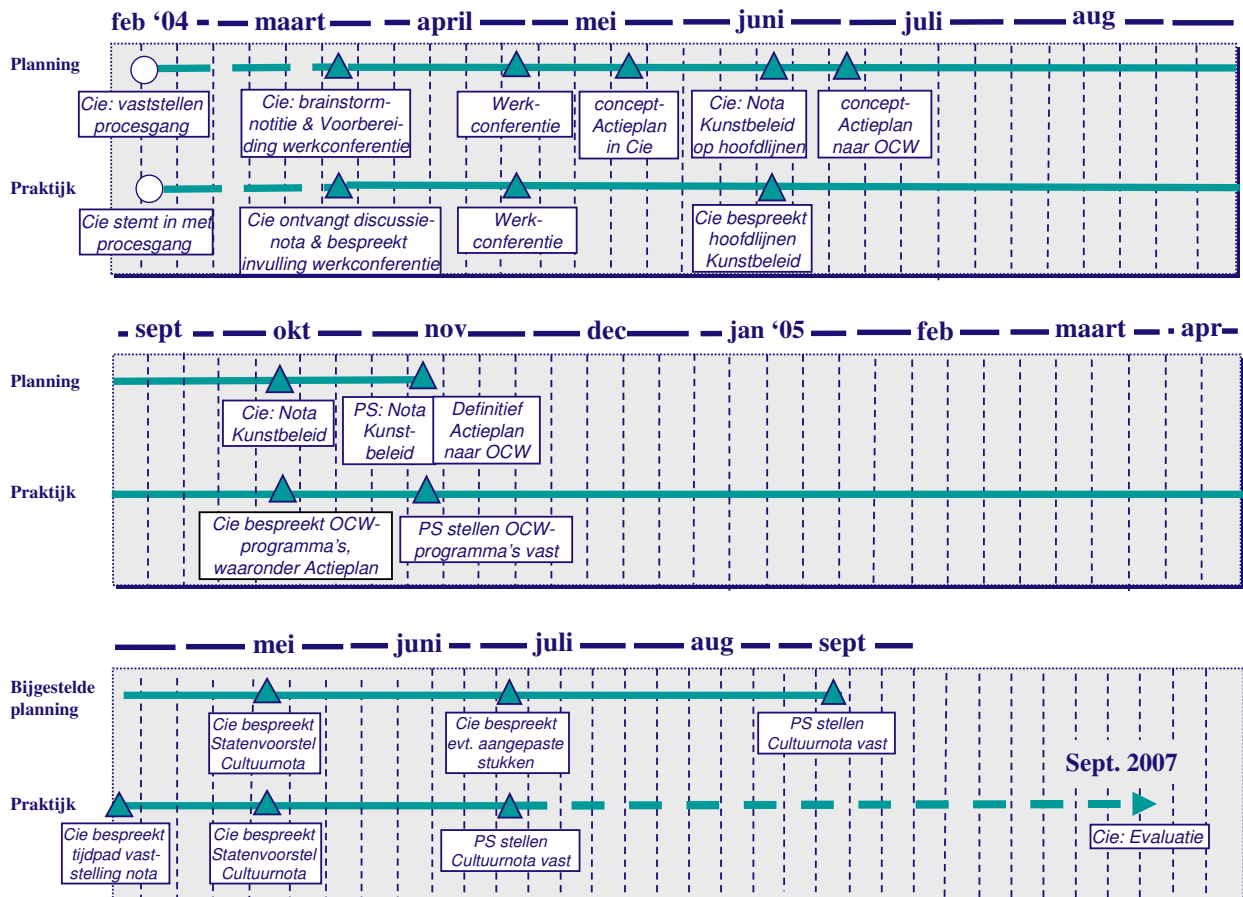 feb '04 maart april mei juni juli aug
Planning
Cie: vaststellen
procesgang
Cie: brainstorm-
notitie & Voorberei-
ding werkconferentie
Werk-
conferentie
concept-
Actieplan
in Cie
Cie: Nota
Kunstbeleid
op hoofdlijnen
concept-
Actieplan
naar OCW
Praktijk
Cie stemt in met
procesgang
Cie ontvangt discussie-
nota & bespreekt
invulling werkconferentie
Werk-
conferentie
Cie bespreekt
hoofdlijnen
Kunstbeleid
sept okt nov dec jan '05 feb maart apr
Planning
Cie: Nota
Kunstbeleid
PS: Nota
Kunst-
beleid
Definitief
Actieplan
naar OCW
Praktijk
Cie bespreekt OCW-
programma's,
waaronder Actieplan
PS stellen OCW-
programma's vast
mei juni juli aug sept
Bijgestelde
planning
Cie bespreekt
Statenvoorstel
Cultuurnota
Cie bespreekt
evt. aangepaste
stukken
PS stellen
Cultuurnota vast
Sept. 2007
Praktijk
Cie bespreekt
tijdpad vast-
stelling nota
Cie bespreekt
Statenvoorstel
Cultuurnota
PS stellen
Cultuurnota vast
Cie: Evaluatie